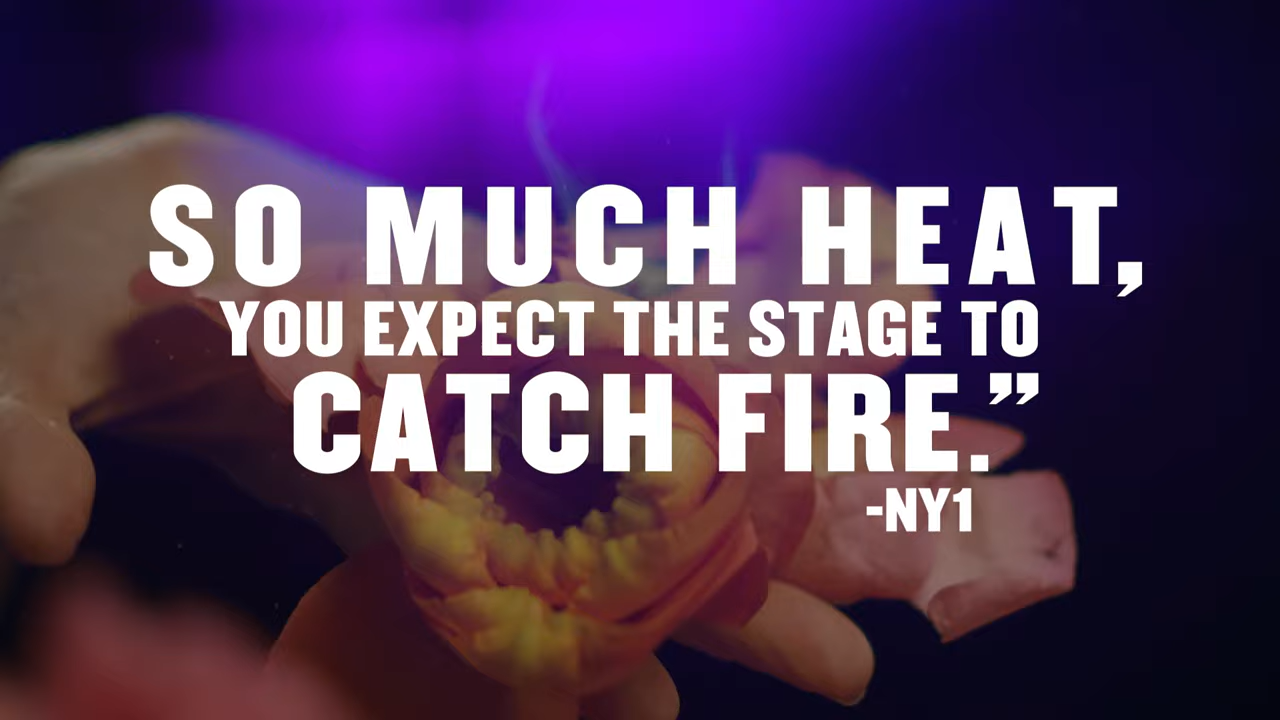 SO MUCH HEAT,
YOU EXPECT THE STAGE TO
CATCH FIRE.”
-NY1